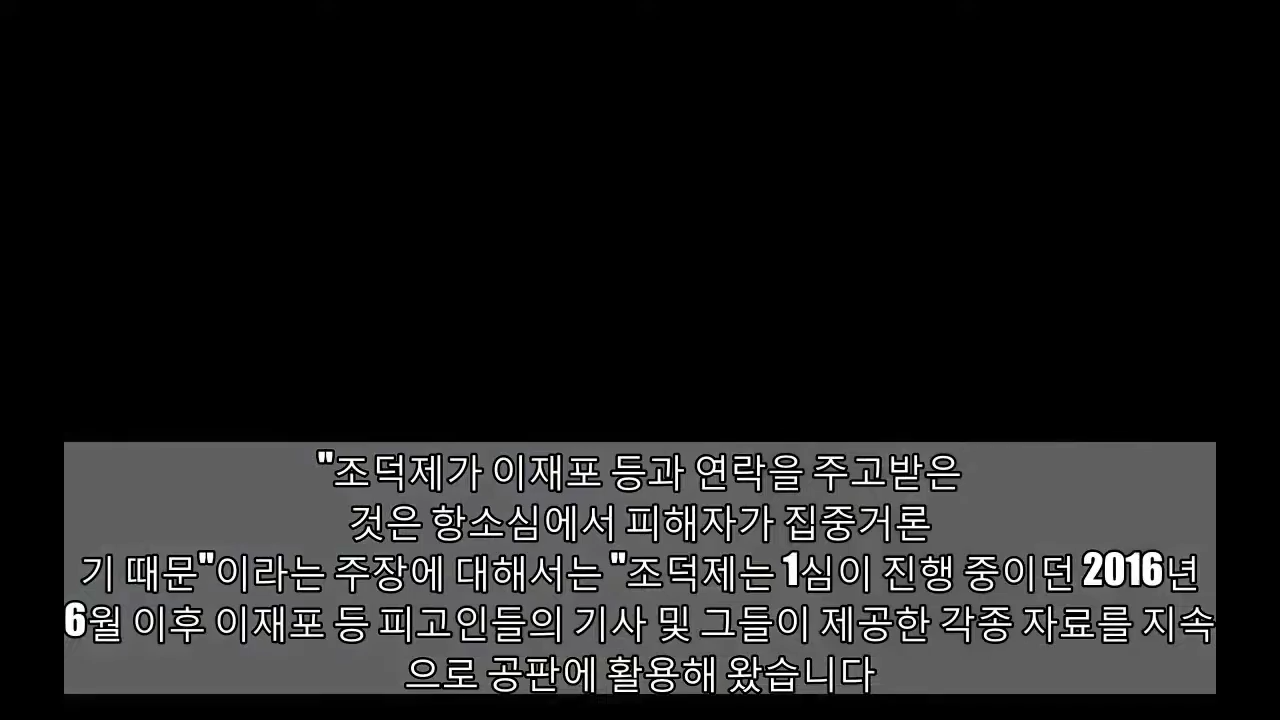 "조덕제가 이재포 등과 연락을 주고받은
것은 항소심에서 피해자가 집중거론
기 때문"이라는 주장에 대해서는 "조덕제는 1심이 진행 중이던 2016년
6월 이후 이재포 등 피고인들의 기사 및 그들이 제공한 각종 자료를 지속
으로 공판에 활용해 왔습니다